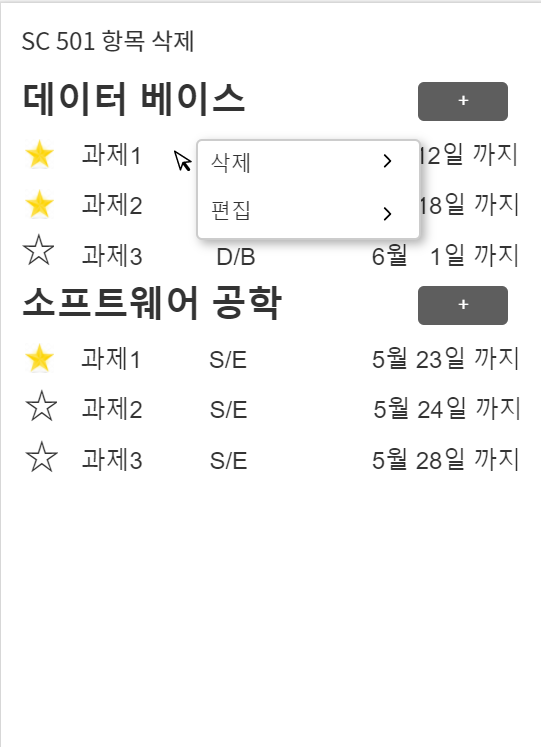 SC 501 항목 삭제
데이터 베이스 +
과제1 삭제 12일 까지
과제2 편집 18일 까지
과제3 D/B 6월 1일 까지
소프트웨어 공학 +
과제1 S/E 5월 23일 까지
과제2 S/E 5월 24일 까지
과제3 S/E 5월 28일 까지